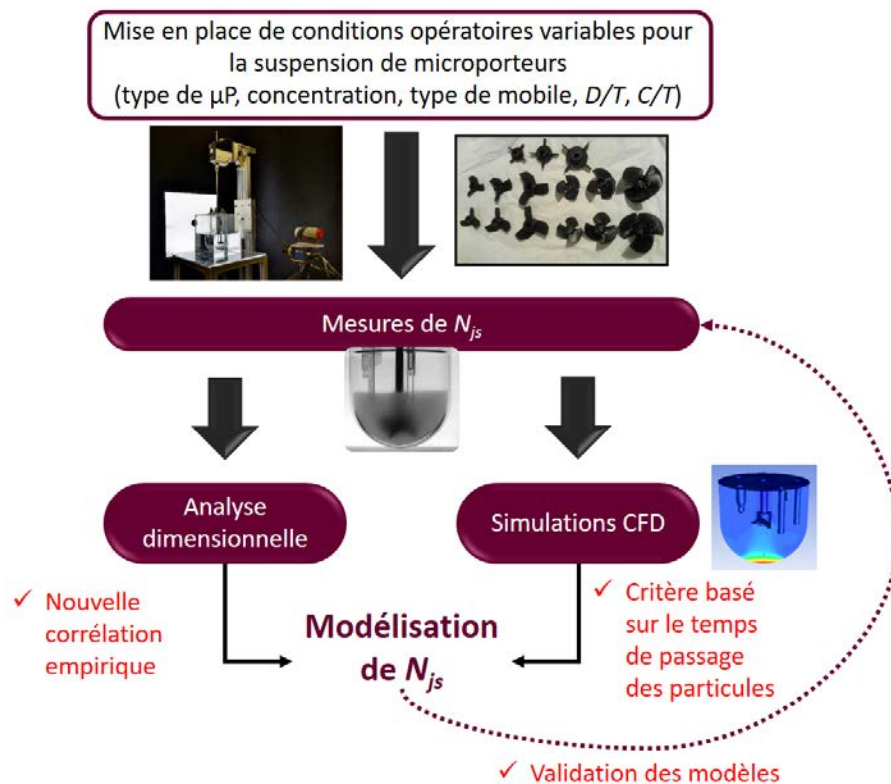 Mise en place de conditions opératoires variables pour
la suspension de microporteurs
(type de µP, concentration, type de mobile, D/T, C/T)
Mesures de Njs
Analyse
dimensionnelle
Simulations CFD
✓ Nouvelle
corrélation
empirique
Modélisation
de Njs
✓ Critère basé
sur le temps
de passage
des particules
✓ Validation des modèles